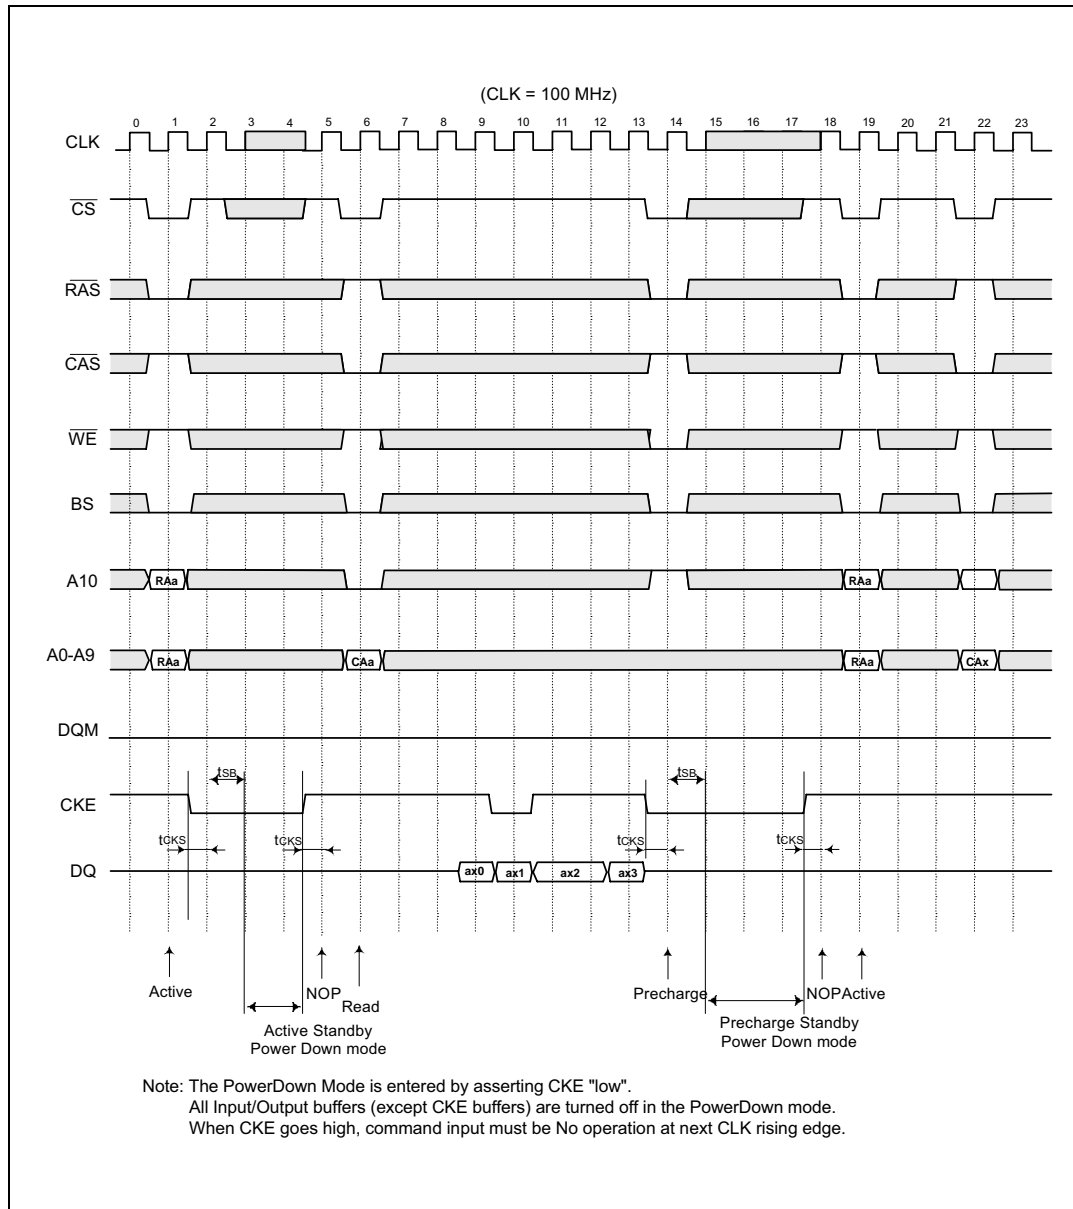 (CLK = 100 MHz)
0 1 2 3 4 5 6 7 8 9 10 11 12 13 14 15 16 17 18 19 20 21 22 23
CLK
CS
RAS
CAS
WE
BS
A10 RAa RAa
A0-A9 RAa CAa RAa CAx
DQM
tSB tSB
CKE
tCKS tCKS tCKS tCKS
DQ ax0 ax1 ax2 ax3
Active NOP Read Precharge NOP Active
Active Standby
Power Down mode
Precharge Standby
Power Down mode
Note: The PowerDown Mode is entered by asserting CKE "low".
All Input/Output buffers (except CKE buffers) are turned off in the PowerDown mode.
When CKE goes high, command input must be No operation at next CLK rising edge.